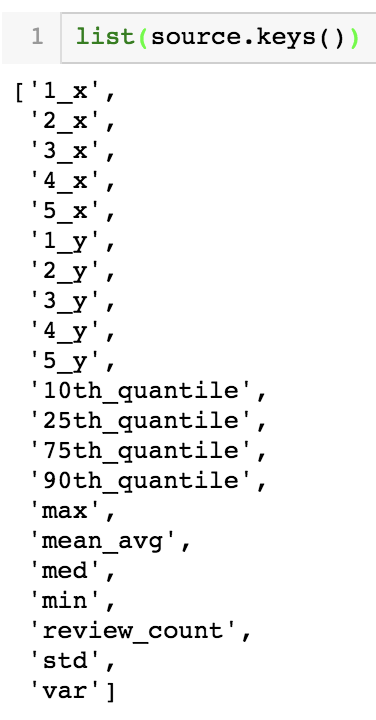 1 list(source.keys())
['1_x',
'2_x',
'3_x',
'4_x',
'5_x',
'1_y',
'2_y',
'3_y',
'4_y',
'5_y',
'10th_quantile',
'25th_quantile',
'75th_quantile',
'90th_quantile',
'max',
'mean_avg',
'med',
'min',
'review_count',
'std',
'var']